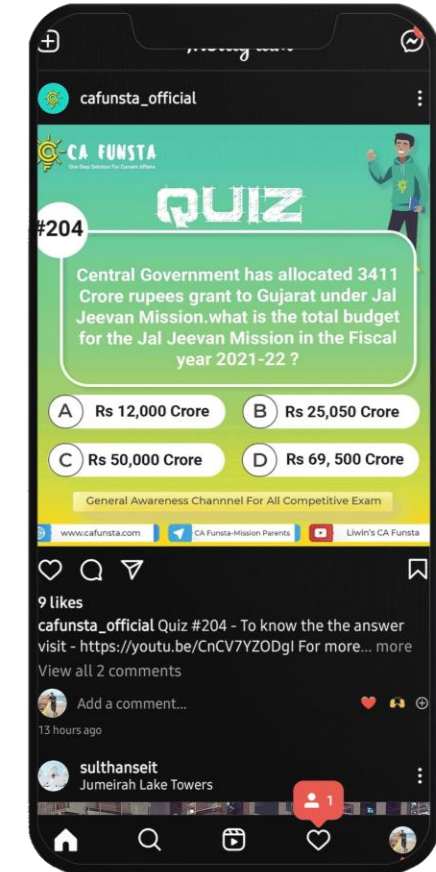 cafunsta_official
CA FUNSTA
One Stop Solution For Current Affairs
QUIZ
#204
Central Government has allocated 3411
Crore rupees grant to Gujarat under Jal
Jeevan Mission.what is the total budget
for the Jal Jeevan Mission in the Fiscal
year 2021-22 ?
A Rs 12,000 Crore
B Rs 25,050 Crore
C Rs 50,000 Crore
D Rs 69, 500 Crore
General Awareness Channnel For All Competitive Exam
www.cafunsta.com
CA Funsta-Mission Parents
Liwin's CA Funsta
9 likes
cafunsta_official Quiz #204 - To know the the answer
visit - https://youtu.be/CnCV7YZODgI For more... more
View all 2 comments
Add a comment...
13 hours ago
sulthanseit
Jumeirah Lake Towers
1